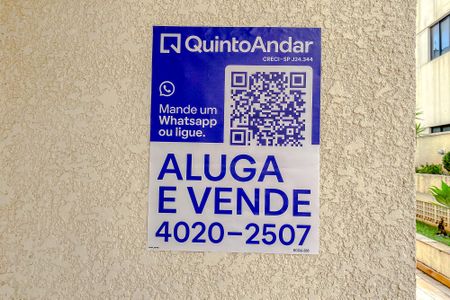 QuintoAndar
CRECI-SP J24.344
Mande um
Whatsapp
ou ligue.
ALUGA
E VENDE
4020-2507